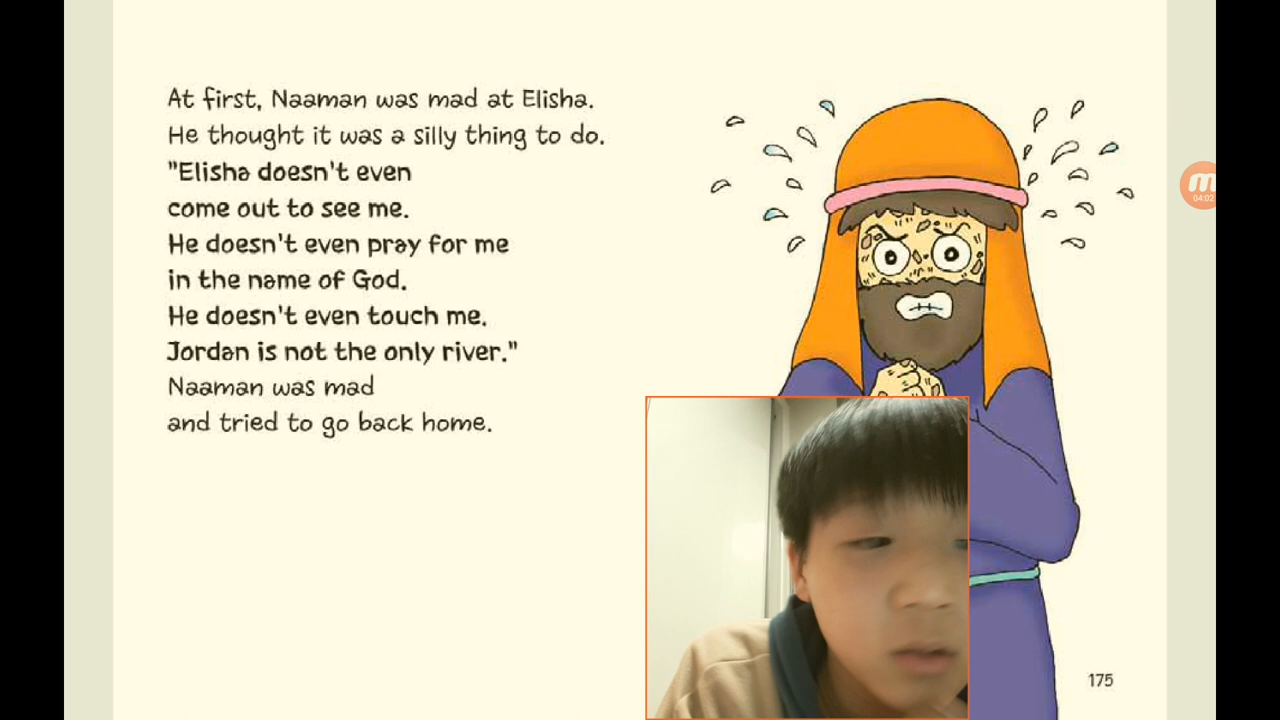 At first, Naaman was mad at Elisha.
He thought it was a silly thing to do.
"Elisha doesn't even
come out to see me.
He doesn't even pray for me
in the name of God.
He doesn't even touch me.
Jordan is not the only river."
Naaman was mad
and tried to go back home.
175
04:02